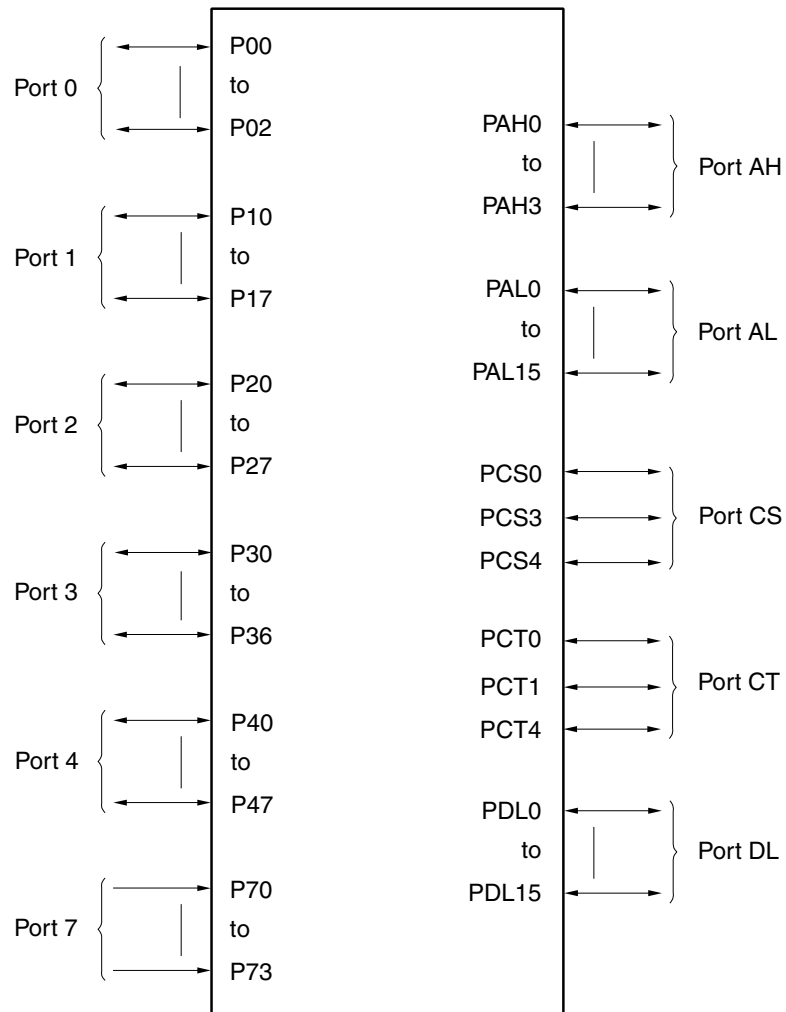 Port 0
P00
to
P02
Port 1
P10
to
P17
Port 2
P20
to
P27
Port 3
P30
to
P36
Port 4
P40
to
P47
Port 7
P70
to
P73
PAH0
to
PAH3
Port AH
PAL0
to
PAL15
Port AL
PCS0
PCS3
PCS4
Port CS
PCT0
PCT1
PCT4
Port CT
PDL0
to
PDL15
Port DL